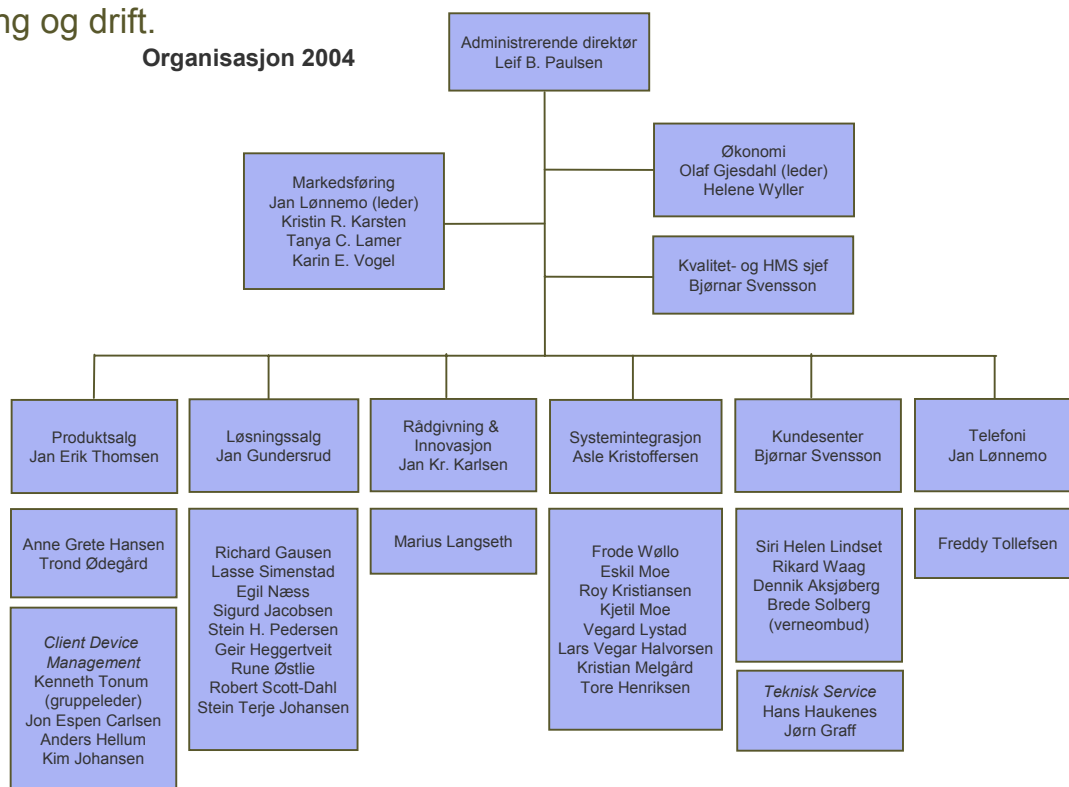 ng og drift.
Organisasjon 2004
Administrerende direktør
Leif B. Paulsen
Økonomi
Olaf Gjesdahl (leder)
Helene Wyller
Markedsføring
Jan Lønnemo (leder)
Kristin R. Karsten
Tanya C. Lamer
Karin E. Vogel
Kvalitet- og HMS sjef
Bjørnar Svensson
Produktsalg
Jan Erik Thomsen
Løsningssalg
Jan Gundersrud
Rådgivning &
Innovasjon
Jan Kr. Karlsen
Systemintegrasjon
Asle Kristoffersen
Kundesenter
Bjørnar Svensson
Telefoni
Jan Lønnemo
Anne Grete Hansen
Trond Ødegård
Client Device
Management
Kenneth Tonum
(gruppeleder)
Jon Espen Carlsen
Anders Hellum
Kim Johansen
Richard Gausen
Lasse Simenstad
Egil Næss
Sigurd Jacobsen
Stein H. Pedersen
Geir Heggertveit
Rune Østlie
Robert Scott-Dahl
Stein Terje Johansen
Marius Langseth
Frode Wøllo
Eskil Moe
Roy Kristiansen
Kjetil Moe
Vegard Lystad
Lars Vegar Halvorsen
Kristian Melgård
Tore Henriksen
Siri Helen Lindset
Rikard Waag
Dennik Aksjøberg
Brede Solberg
(verneombud)
Teknisk Service
Hans Haukenes
Jørn Graff
Freddy Tollefsen